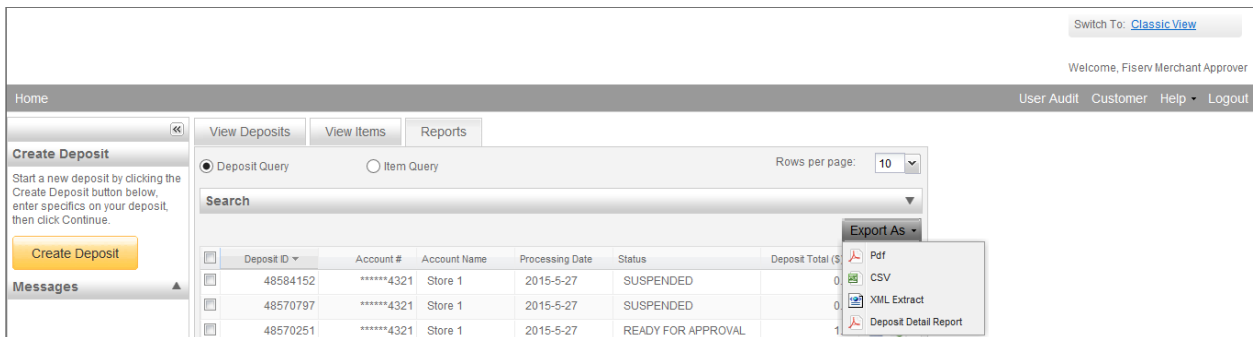 Switch To: Classic View
Welcome, Fiserv Merchant Approver
Home User Audit Customer Help Logout
View Deposits View Items Reports
Create Deposit
Start a new deposit by clicking the
Create Deposit button below,
enter specifics on your deposit,
then click Continue.
Create Deposit
Messages
Deposit Query Item Query Rows per page: 10
Search
Export As
Pdf
CSV
XML Extract
Deposit Detail Report
Deposit ID Account # Account Name Processing Date Status Deposit Total ($)
48584152 ******4321 Store 1 2015-5-27 SUSPENDED
48570797 ******4321 Store 1 2015-5-27 SUSPENDED
48570251 ******4321 Store 1 2015-5-27 READY FOR APPROVAL